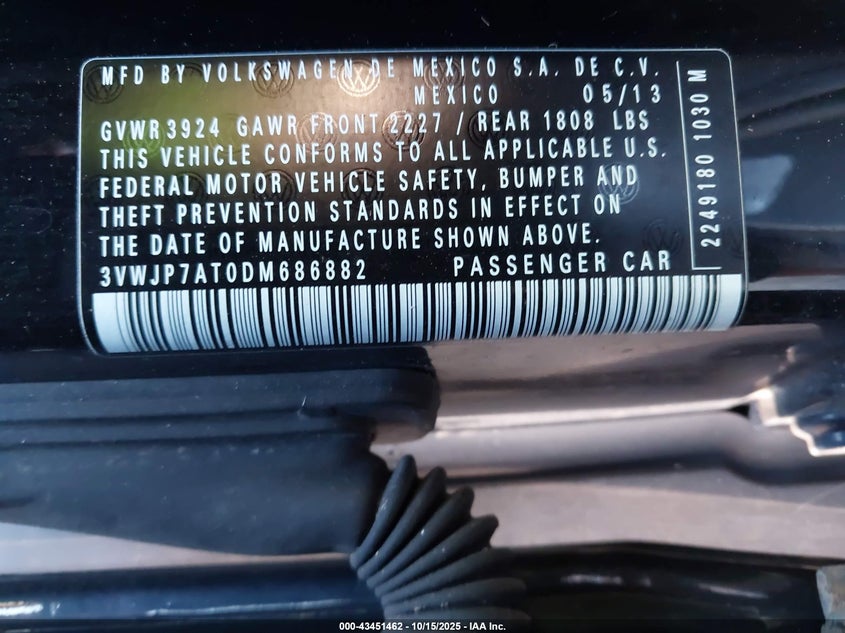 MFD BY VOLKSWAGEN DE MEXICO S.A. DE C.V.
MEXICO 05/13
GVWR 3924 GAWR FRONT 2227 / REAR 1808 LBS
THIS VEHICLE CONFORMS TO ALL APPLICABLE U.S.
FEDERAL MOTOR VEHICLE SAFETY, BUMPER AND
THEFT PREVENTION STANDARDS IN EFFECT ON
THE DATE OF MANUFACTURE SHOWN ABOVE.
3VWJP7AT0DM686882 PASSENGER CAR
2249180 1030 M
000-43451462 - 10/15/2025 - IAA Inc.